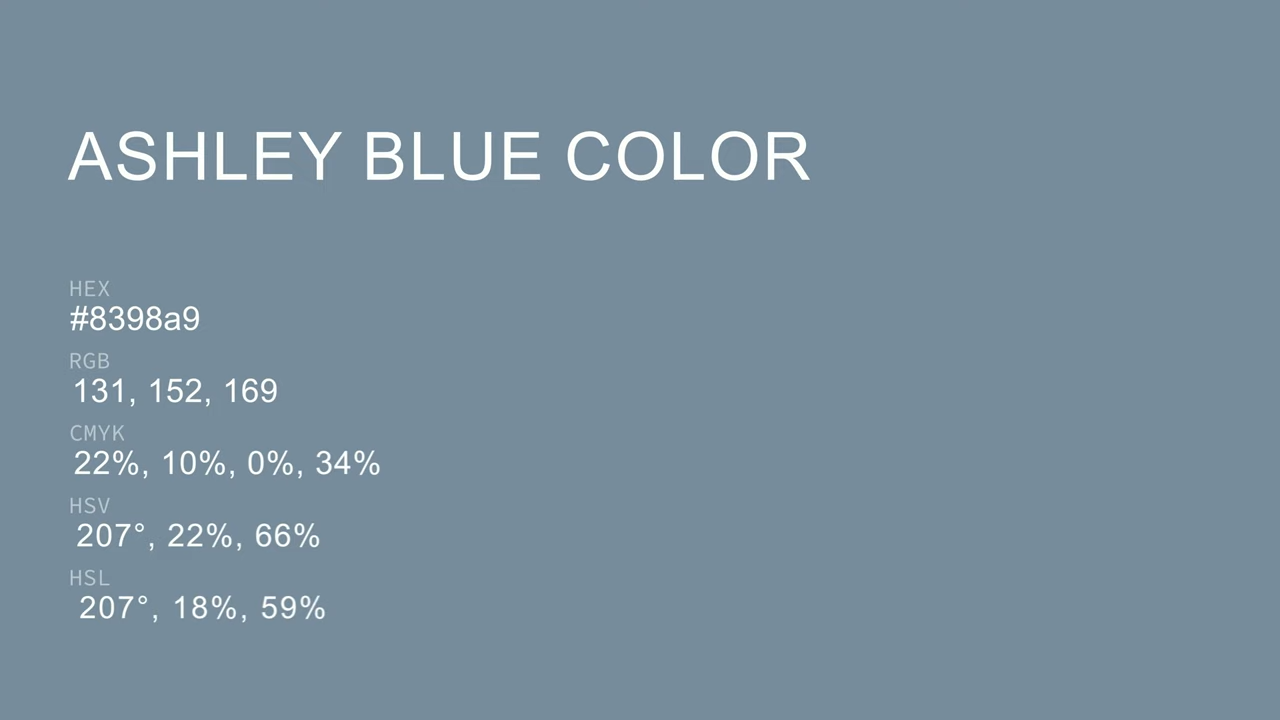 ASHLEY BLUE COLOR
HEX
#8398a9
RGB
131, 152, 169
CMYK
22%, 10%, 0%, 34%
HSV
207°, 22%, 66%
HSL
207°, 18%, 59%